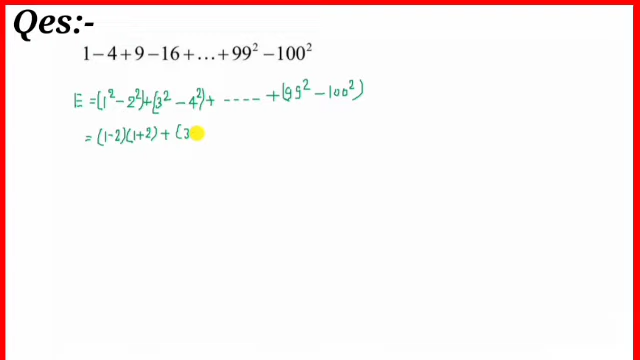 Qes:-
1 − 4 + 9 − 16 + … + 99² − 100²
E = (1² − 2²) + (3² − 4²) + ---- + (99² − 100²)
= (1−2)(1+2) + (3